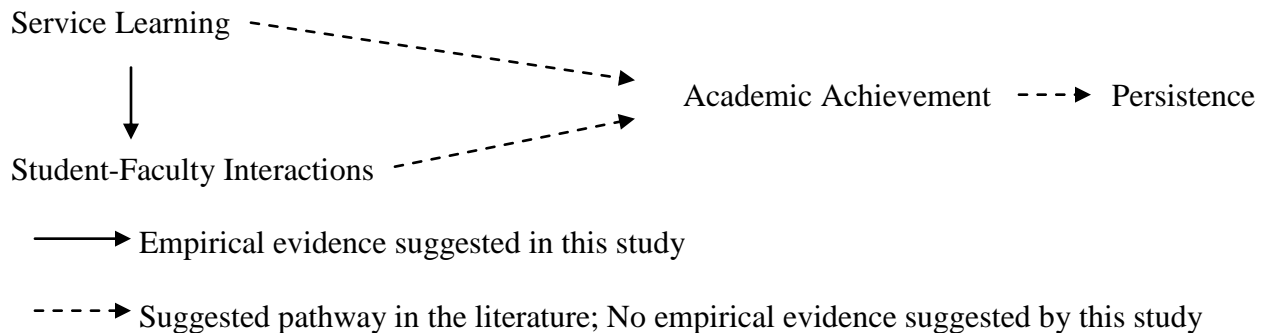 Service Learning
Academic Achievement
Persistence
Student-Faculty Interactions
Empirical evidence suggested in this study
Suggested pathway in the literature; No empirical evidence suggested by this study